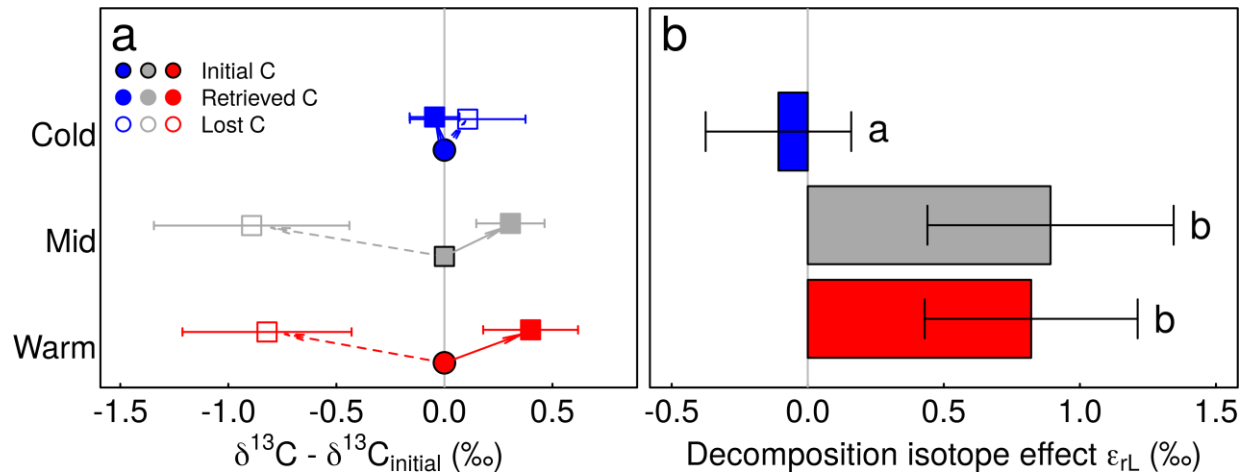 a
Initial C
Retrieved C
Lost C
Cold
Mid
Warm
-1.5 -1.0 -0.5 0.0 0.5
δ¹³C - δ¹³Cinitial (‰)
b
a
b
b
-0.5 0.0 0.5 1.0 1.5
Decomposition isotope effect εrL (‰)